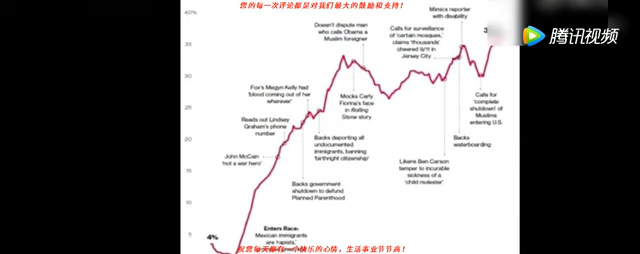 您的每一次评论都是对我们最大的鼓励和支持!
腾讯视频
40%
35
30
25
20
15
10
5
4%
Enters Race:
Mexican immigrants
are 'rapists,'
John McCain
'not a war hero'
Reads out Lindsey
Graham's phone
number
Fox's Megyn Kelly had
'blood coming out of her
wherever'
Backs government
shutdown to defund
Planned Parenthood
Backs deporting all
undocumented
immigrants, banning
'birthright citizenship'
Doesn't dispute man
who calls Obama a
Muslim foreigner
Mocks Carly
Fiorina's face
in Rolling
Stone story
Likens Ben Carson
temper to incurable
sickness of a
'child molester'
Calls for surveillance
of 'certain mosques,'
claims 'thousands'
cheered 9/11 in
Jersey City
Backs
waterboarding
Mimics reporter
with disability
Calls for
'complete
shutdown' of
Muslims
entering U.S.
祝您每天都有一个快乐的心情，生活事业节节高!